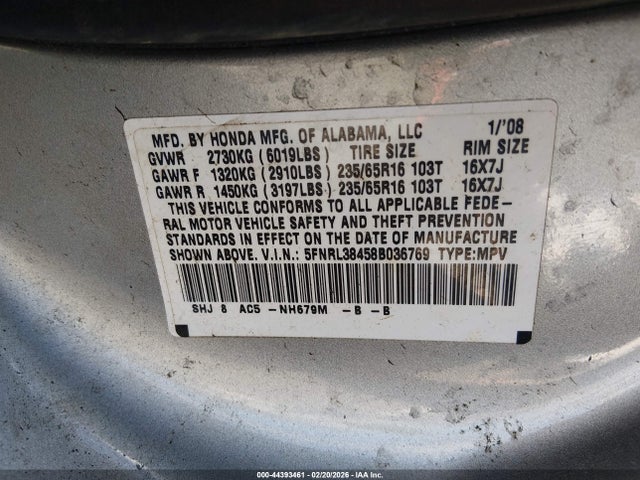 MFD. BY HONDA MFG. OF ALABAMA, LLC 1/'08
GVWR 2730KG (6019LBS) TIRE SIZE RIM SIZE
GAWR F 1320KG (2910LBS) 235/65R16 103T 16X7J
GAWR R 1450KG (3197LBS) 235/65R16 103T 16X7J
THIS VEHICLE CONFORMS TO ALL APPLICABLE FEDE-
RAL MOTOR VEHICLE SAFETY AND THEFT PREVENTION
STANDARDS IN EFFECT ON THE DATE OF MANUFACTURE
SHOWN ABOVE. V.I.N.: 5FNRL38458B036769 TYPE:MPV
SHJ 8 AC5 -NH679M -B -B
000-44393461 - 02/20/2026 - IAA Inc.